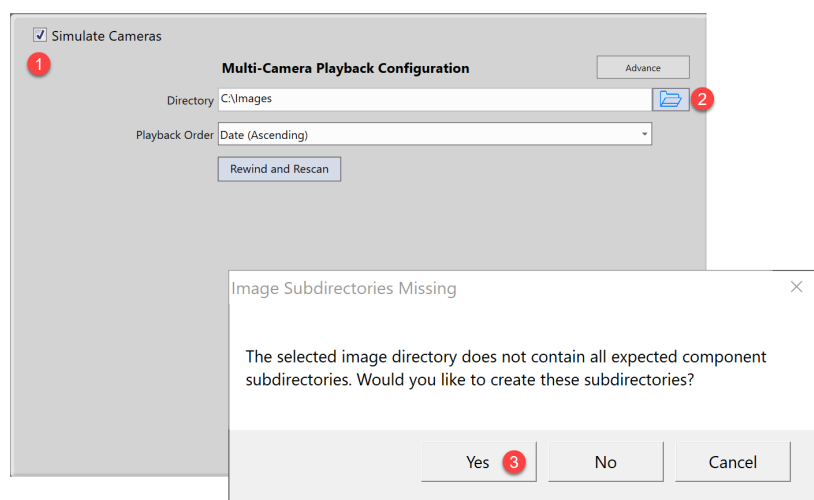 Simulate Cameras
1
Multi-Camera Playback Configuration
Advance
Directory C:\Images
2
Playback Order Date (Ascending)
Rewind and Rescan
Image Subdirectories Missing
The selected image directory does not contain all expected component
subdirectories. Would you like to create these subdirectories?
Yes 3 No Cancel